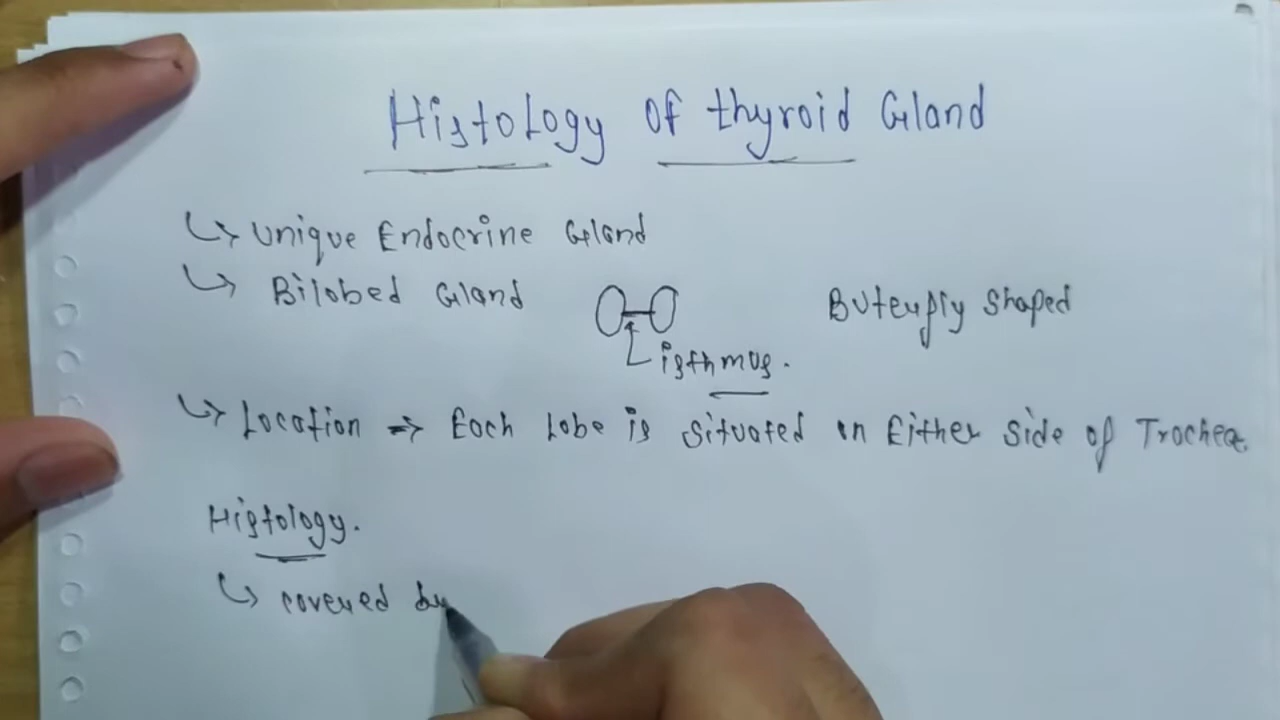 Histology of thyroid Gland
↳ Unique Endocrine Gland
↳ Bilobed Gland
Buterfly shaped
isthmus.
↳ Location ⇒ Each Lobe is situated on Either side of Trachea.
Histology.
↳ covered by